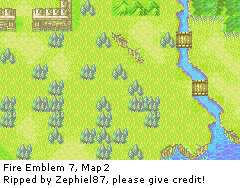 Fire Emblem 7, Map 2
Ripped by Zephiel87, please give credit!